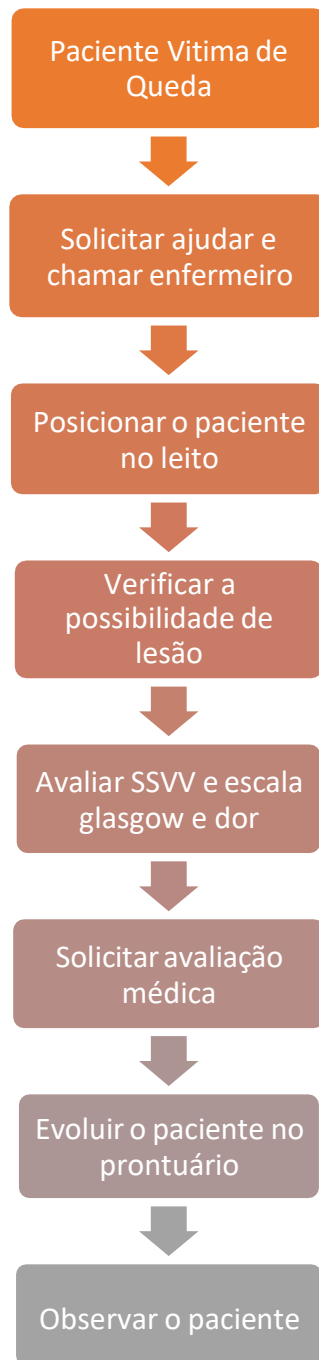 Paciente Vitima de
Queda
Solicitar ajudar e
chamar enfermeiro
Posicionar o paciente
no leito
Verificar a
possibilidade de
lesão
Avaliar SSVV e escala
glasgow e dor
Solicitar avaliação
médica
Evoluir o paciente no
prontuário
Observar o paciente